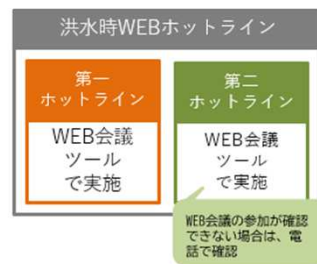 洪水時WEBホットライン
第一
ホットライン
WEB会議
ツール
で実施
第二
ホットライン
WEB会議
ツール
で実施
WEB会議の参加が確認
できない場合は、電
話で確認